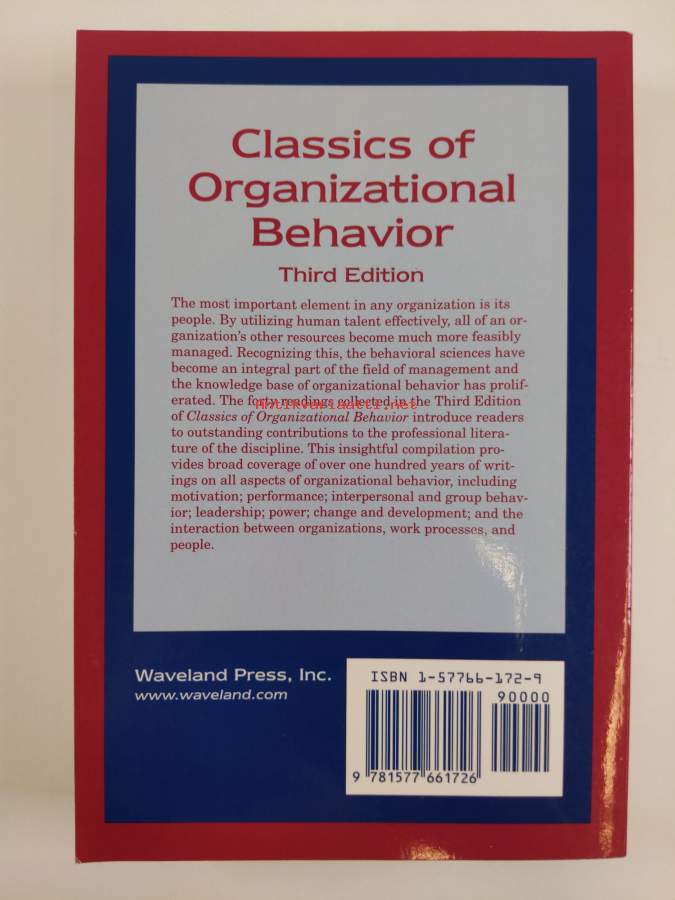 Classics of
Organizational
Behavior
Third Edition
The most important element in any organization is its
people. By utilizing human talent effectively, all of an or-
ganization's other resources become much more feasibly
managed. Recognizing this, the behavioral sciences have
become an integral part of the field of management and
the knowledge base of organizational behavior has prolif-
erated. The forty readings collected in the Third Edition
Antikvariaatti.net
of Classics of Organizational Behavior introduce readers
to outstanding contributions to the professional litera-
ture of the discipline. This insightful compilation pro-
vides broad coverage of over one hundred years of writ-
ings on all aspects of organizational behavior, including
motivation; performance; interpersonal and group behav-
ior; leadership; power; change and development; and the
interaction between organizations, work processes, and
people.
Waveland Press, Inc.
www.waveland.com
ISBN 1-57766-172-9
90000
9 781577 661726